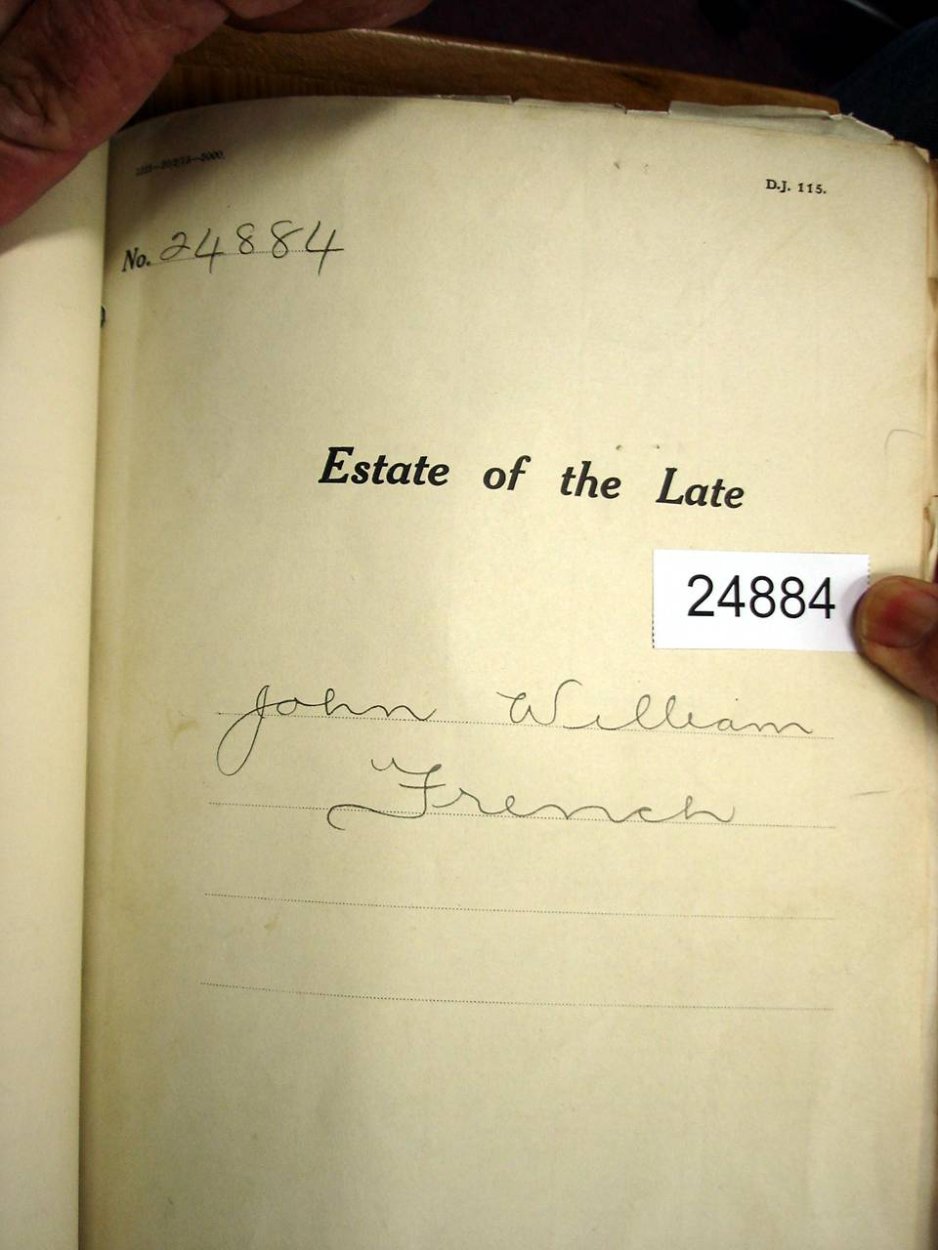 D.J. 115.
No. 24884
Estate of the Late
24884
John William
French